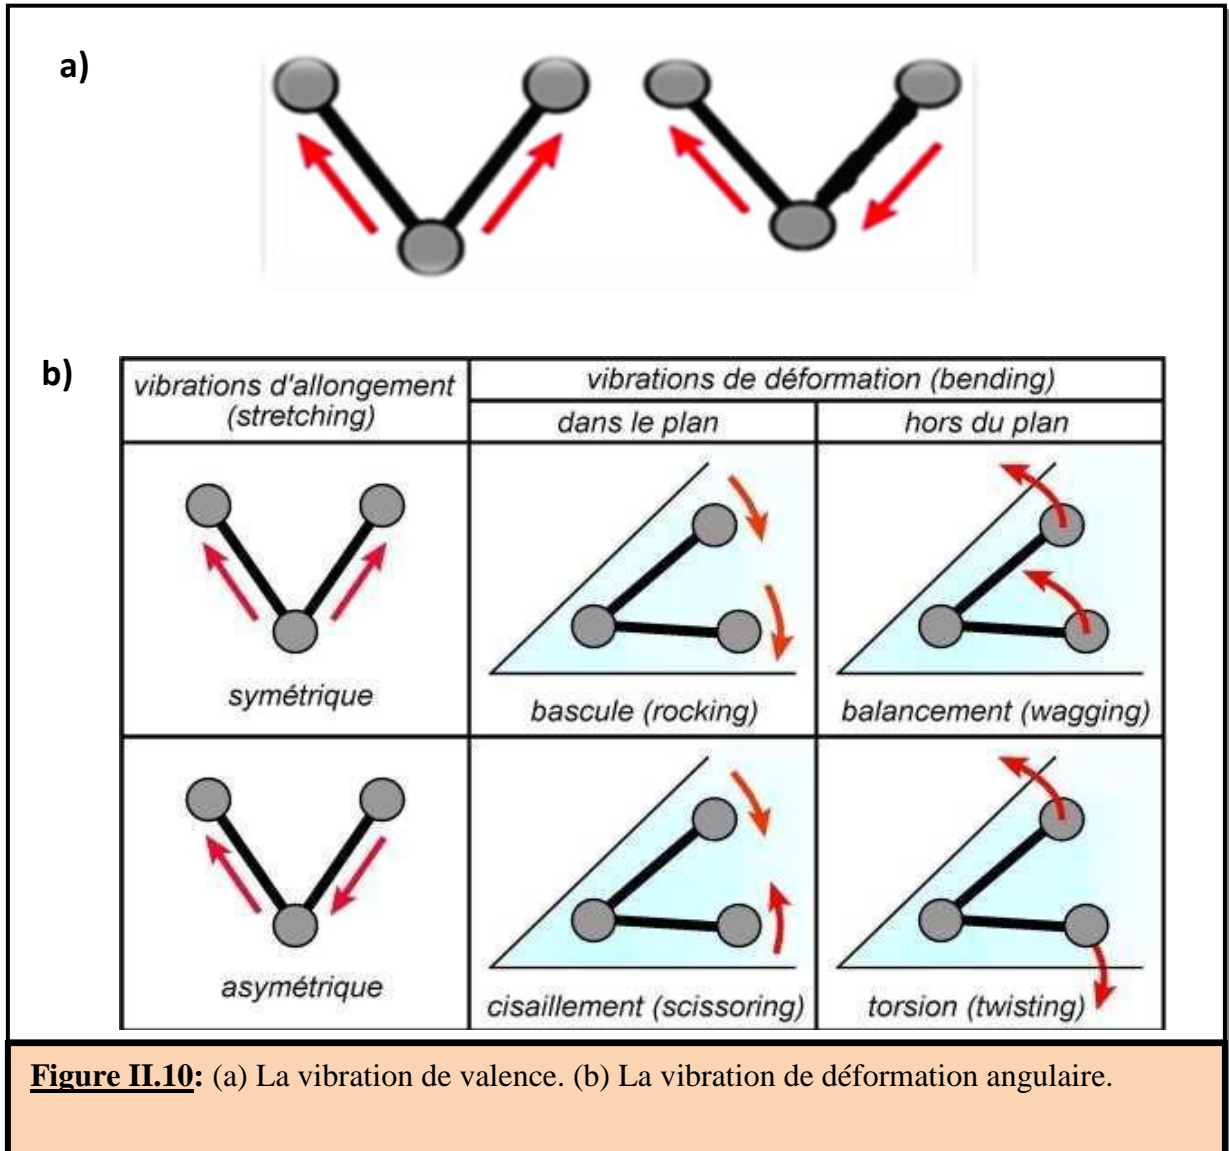 a)
b)
vibrations d'allongement
(stretching)
vibrations de déformation (bending)
dans le plan
hors du plan
symétrique
bascule (rocking)
balancement (wagging)
asymétrique
cisaillement (scissoring)
torsion (twisting)
Figure II.10: (a) La vibration de valence. (b) La vibration de déformation angulaire.